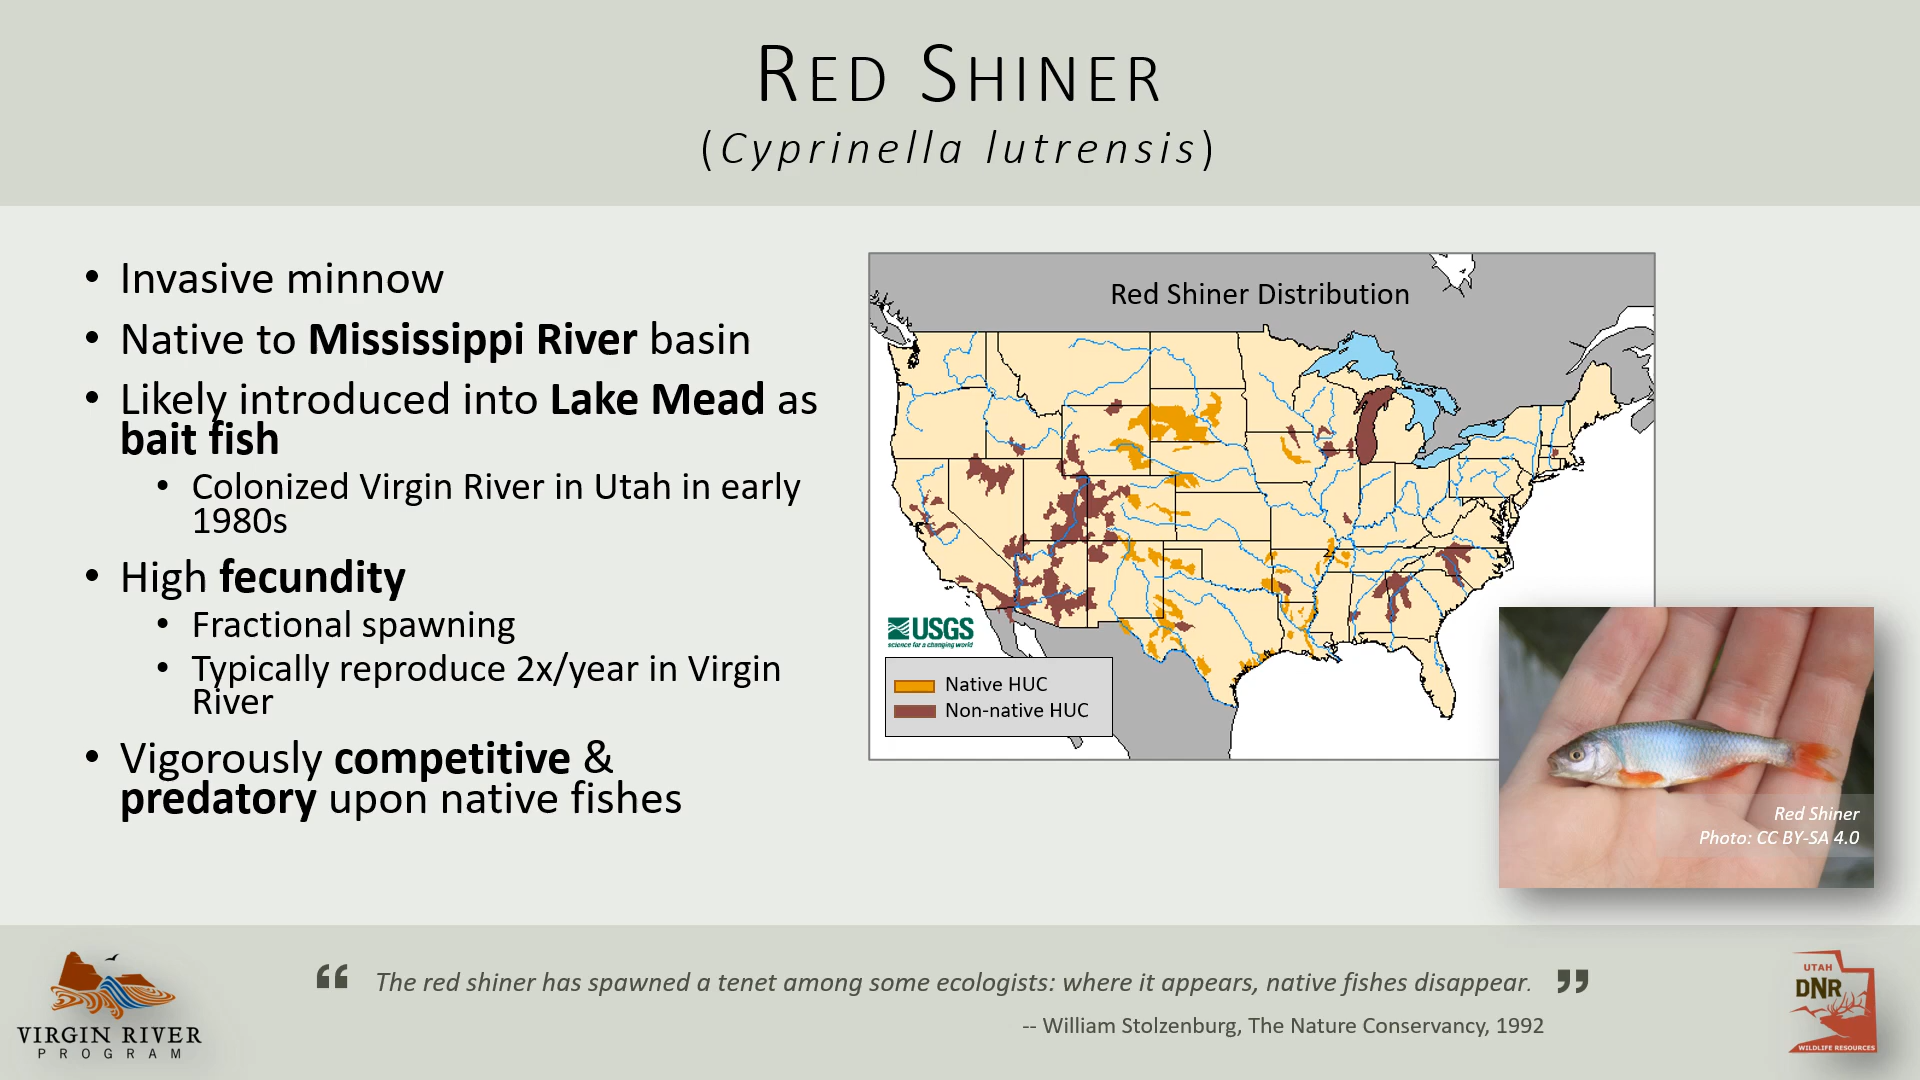 RED SHINER
(Cyprinella lutrensis)
• Invasive minnow
• Native to Mississippi River basin
• Likely introduced into Lake Mead as
bait fish
• Colonized Virgin River in Utah in early
1980s
• High fecundity
• Fractional spawning
• Typically reproduce 2x/year in Virgin
River
• Vigorously competitive &
predatory upon native fishes
Red Shiner Distribution
USGS
science for a changing world
Native HUC
Non-native HUC
Red Shiner
Photo: CC BY-SA 4.0
VIRGIN RIVER
PROGRAM
“ The red shiner has spawned a tenet among some ecologists: where it appears, native fishes disappear. ”
-- William Stolzenburg, The Nature Conservancy, 1992
UTAH
DNR
WILDLIFE RESOURCES